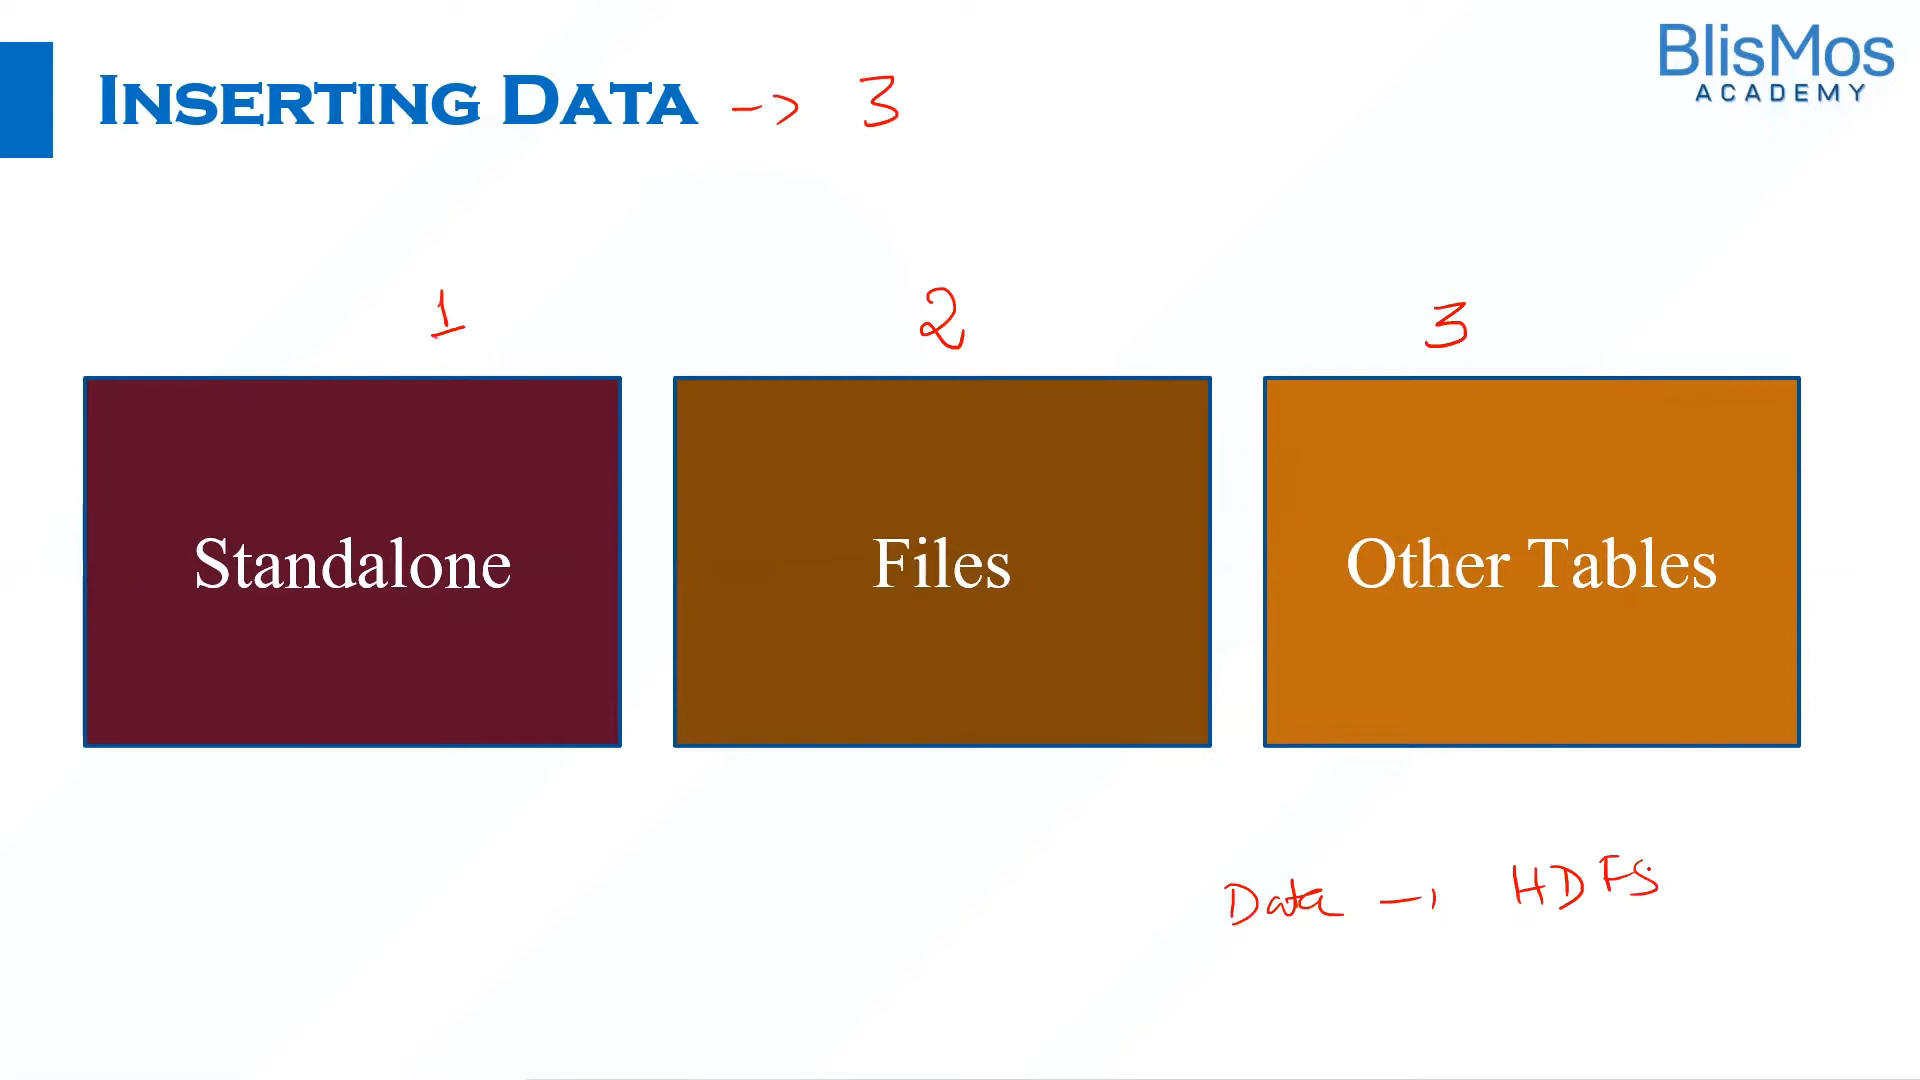 BlisMos
ACADEMY
INSERTING DATA -> 3
1 2 3
Standalone Files Other Tables
Data → HDFS